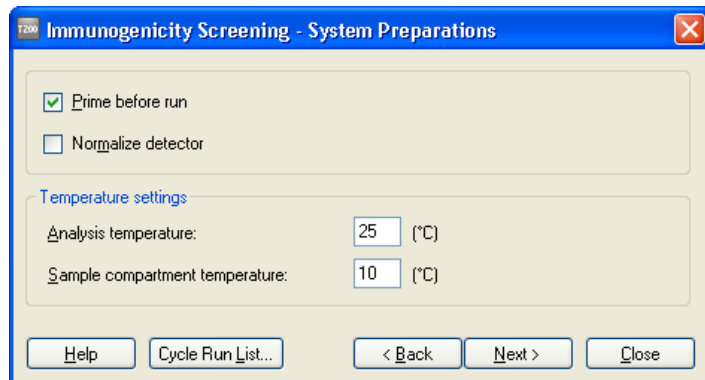 T200 Immunogenicity Screening - System Preparations
Prime before run
Normalize detector
Temperature settings
Analysis temperature: 25 (°C)
Sample compartment temperature: 10 (°C)
Help Cycle Run List... < Back Next > Close